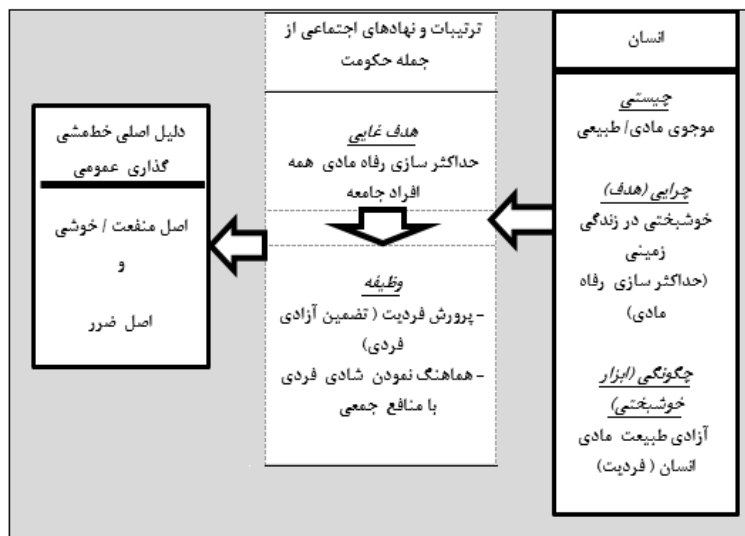 انسان
چیستی
موجوی مادی/ طبیعی
چرایی (هدف)
خوشبختی در زندگی
زمینی
(حداکثر سازی رفاه
مادی)
چگونگی (ابزار
خوشبختی)
آزادی طبیعت مادی
انسان ( فردیت)
ترتیبات و نهادهای اجتماعی از
جمله حکومت
هدف غایی
حداکثر سازی رفاه مادی همه
افراد جامعه
وظیفه
- پرورش فردیت ( تضمین آزادی
فردی)
- هماهنگ نمودن شادی فردی
با منافع جمعی
دلیل اصلی خط‌مشی
گذاری عمومی
اصل منفعت / خوشی
و
اصل ضرر